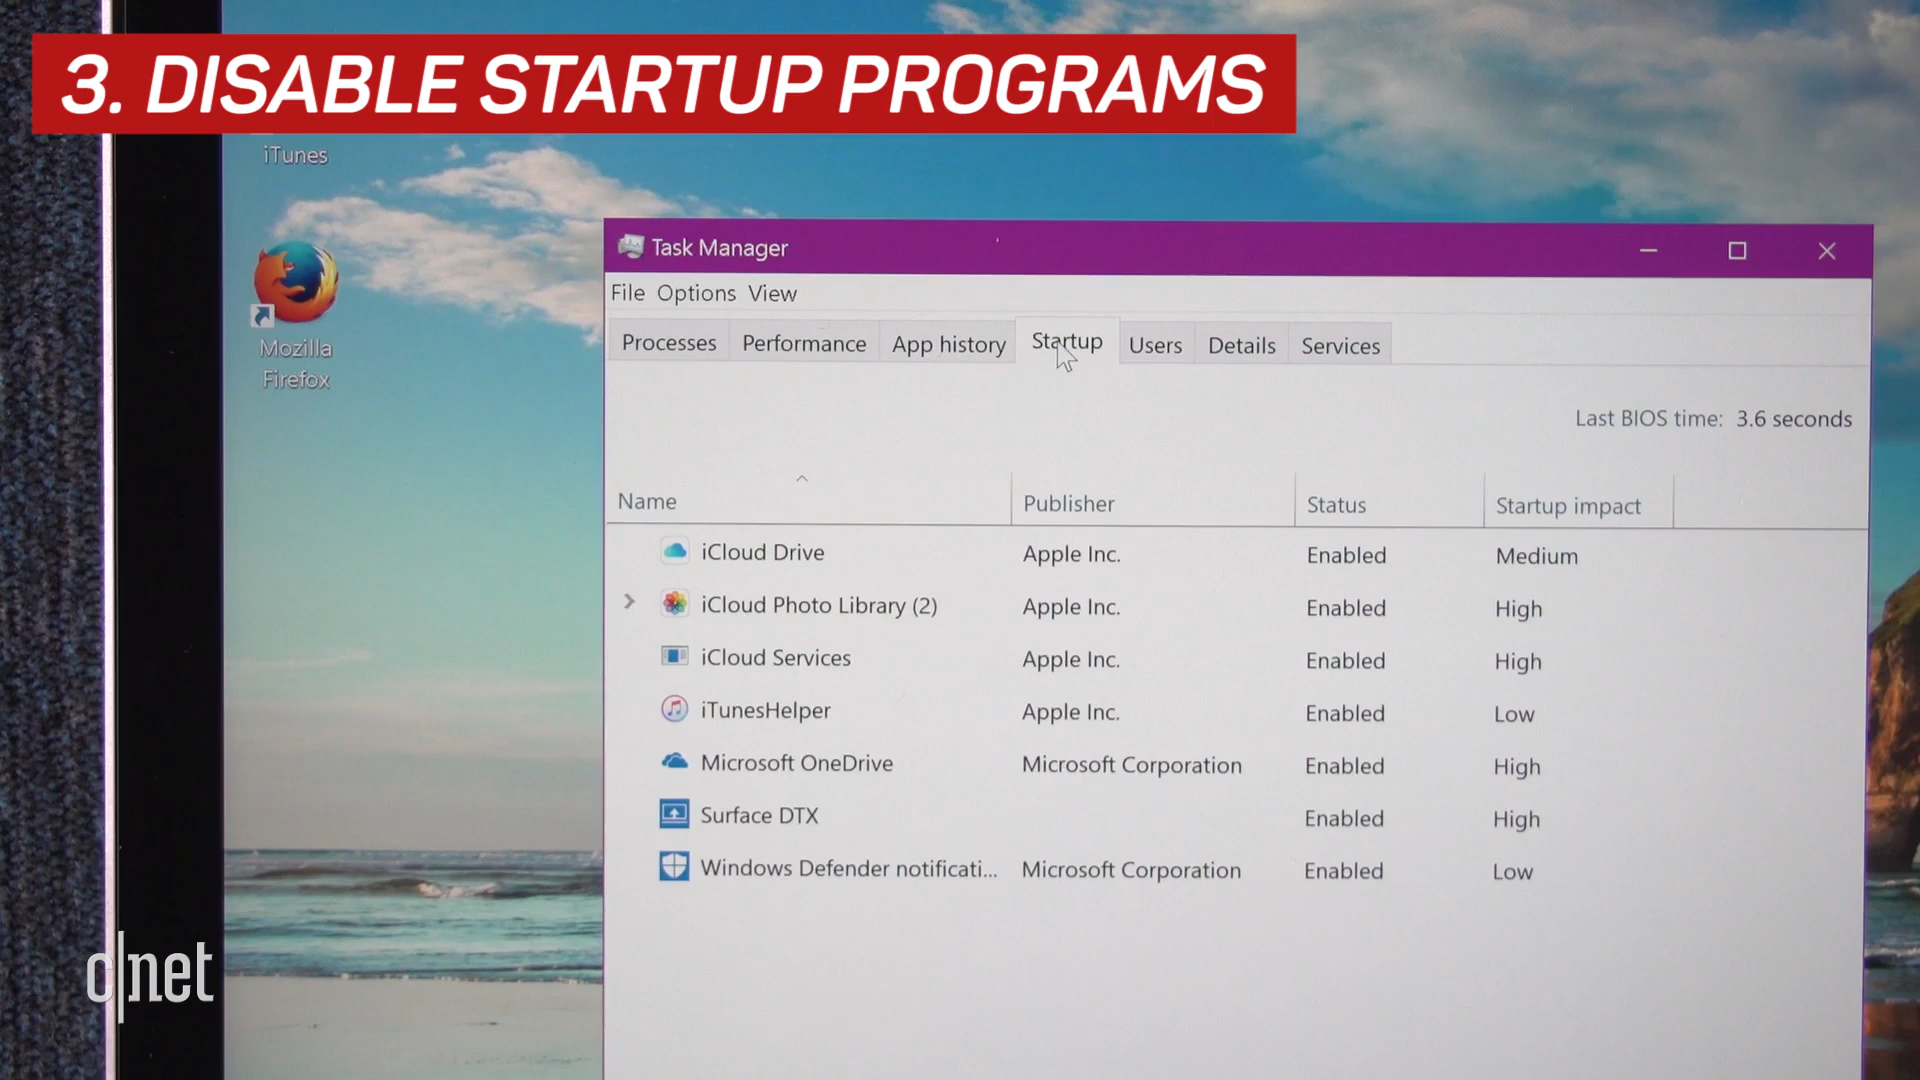 3. DISABLE STARTUP PROGRAMS
iTunes
Mozilla
Firefox
Task Manager
File Options View
Processes Performance App history Startup Users Details Services
Last BIOS time: 3.6 seconds
Name Publisher Status Startup impact
iCloud Drive Apple Inc. Enabled Medium
iCloud Photo Library (2) Apple Inc. Enabled High
iCloud Services Apple Inc. Enabled High
iTunesHelper Apple Inc. Enabled Low
Microsoft OneDrive Microsoft Corporation Enabled High
Surface DTX Enabled High
Windows Defender notificati... Microsoft Corporation Enabled Low
c|net